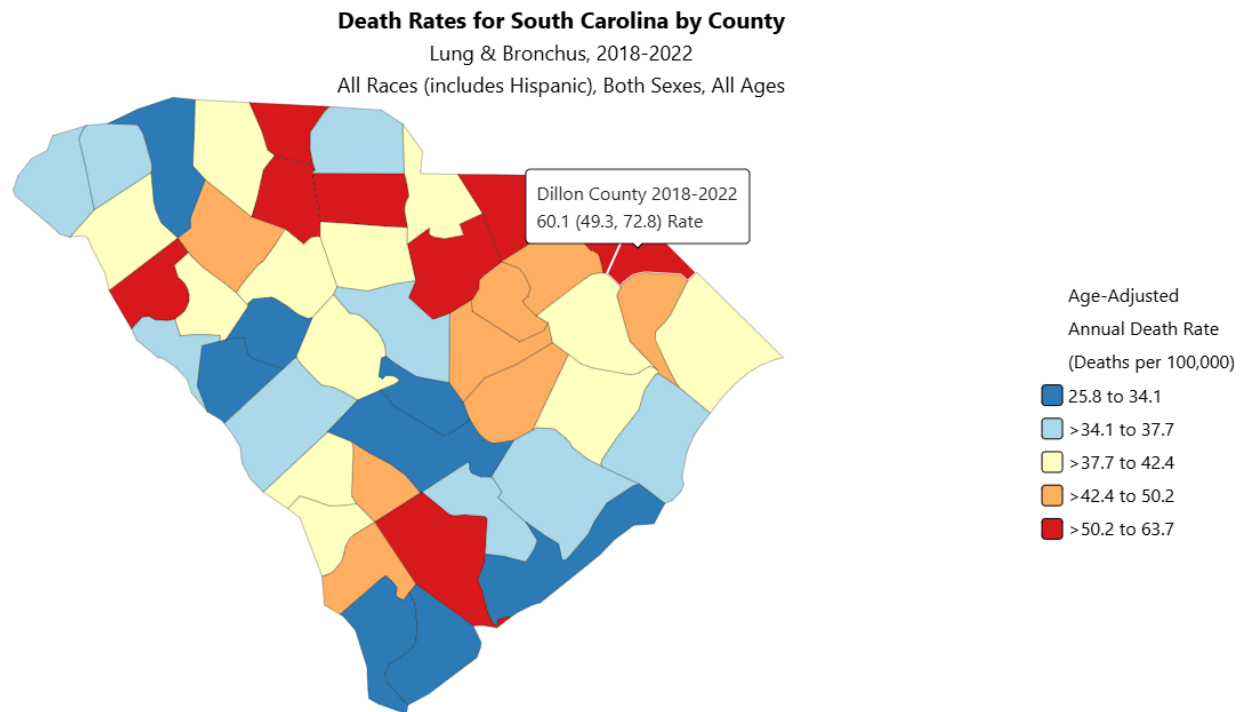 Death Rates for South Carolina by County
Lung & Bronchus, 2018-2022
All Races (includes Hispanic), Both Sexes, All Ages
Dillon County 2018-2022
60.1 (49.3, 72.8) Rate
Age-Adjusted
Annual Death Rate
(Deaths per 100,000)
25.8 to 34.1
>34.1 to 37.7
>37.7 to 42.4
>42.4 to 50.2
>50.2 to 63.7